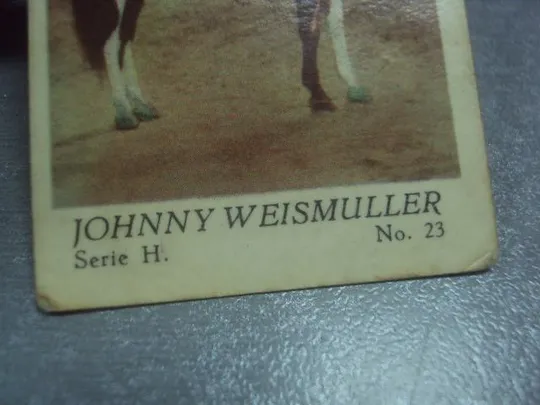 JOHNNY WEISMULLER
Serie H. No. 23